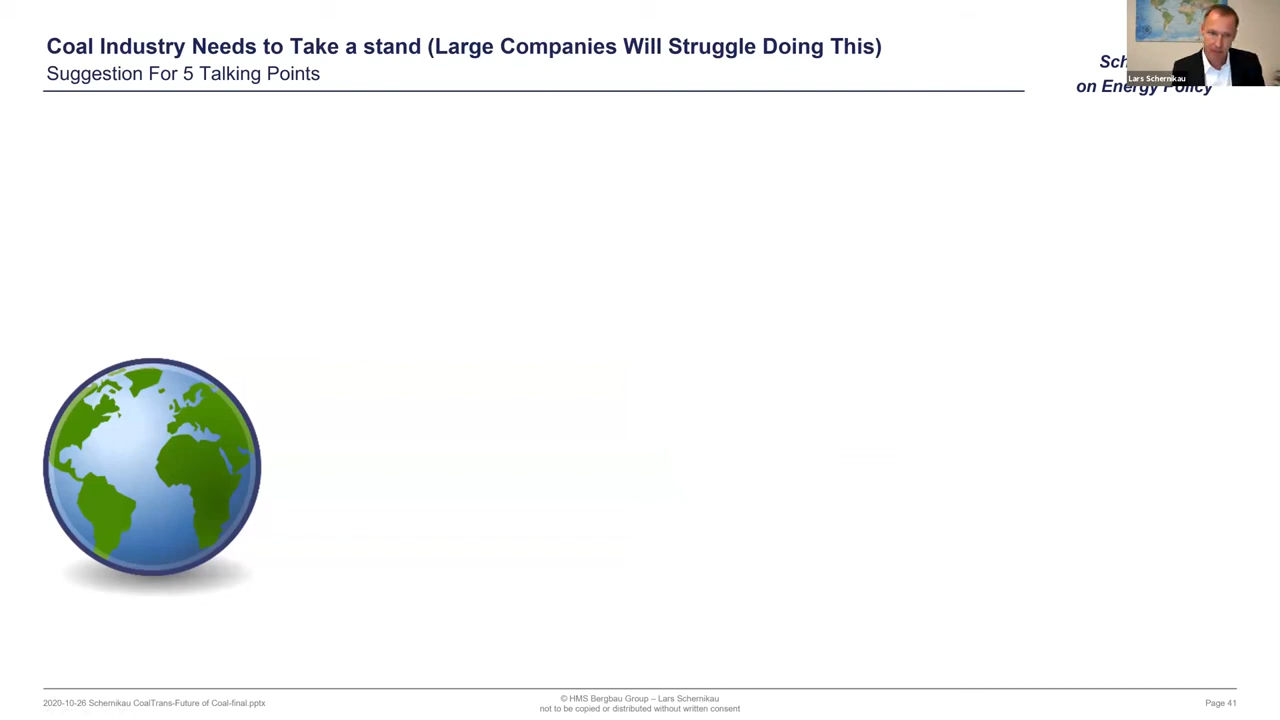 Coal Industry Needs to Take a stand (Large Companies Will Struggle Doing This)
Suggestion For 5 Talking Points
on Energy Policy
Lars Schernikau
2020-10-26 Schernikau CoalTrans-Future of Coal-final.pptx
© HMS Bergbau Group – Lars Schernikau
not to be copied or distributed without written consent
Page 41